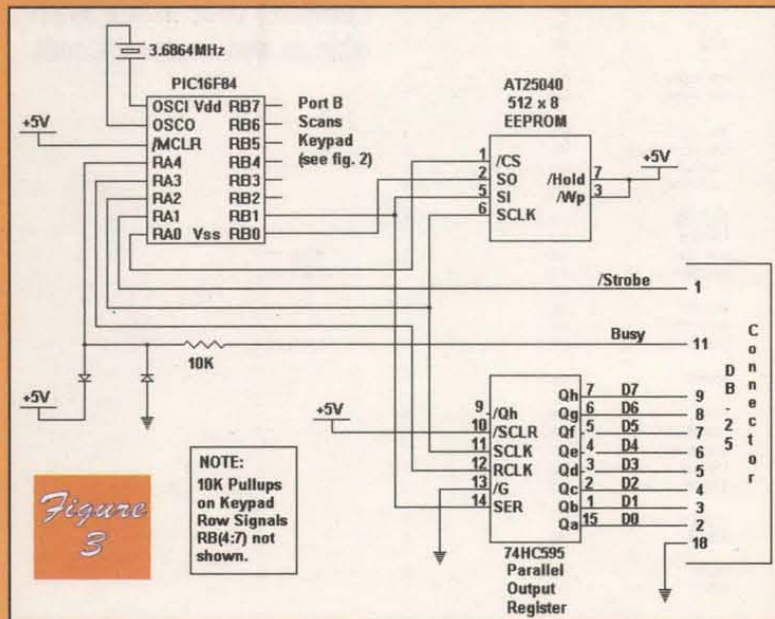 3.6864MHz
PIC16F84
OSCI Vdd RB7
OSCO RB6
/MCLR RB5
RA4 RB4
RA3 RB3
RA2 RB2
RA1 RB1
RA0 Vss RB0
+5V
Port B
Scans
Keypad
(see fig. 2)
AT25040
512 x 8
EEPROM
1 /CS
2 SO /Hold 7
5 SI /Wp 3
6 SCLK
+5V
/Strobe 1
Busy 11
10K
+5V
+5V
9 /Qh
10 /SCLR
11 SCLK
12 RCLK
13 /G
14 SER
Qh 7 D7 9
Qg 6 D6 8
Qf 5 D5 7
Qe 4 D4 6
Qd 3 D3 5
Qc 2 D2 4
Qb 1 D1 3
Qa 15 D0 2
18
DB-25
Connector
74HC595
Parallel
Output
Register
NOTE:
10K Pullups
on Keypad
Row Signals
RB(4:7) not
shown.
Figure
3